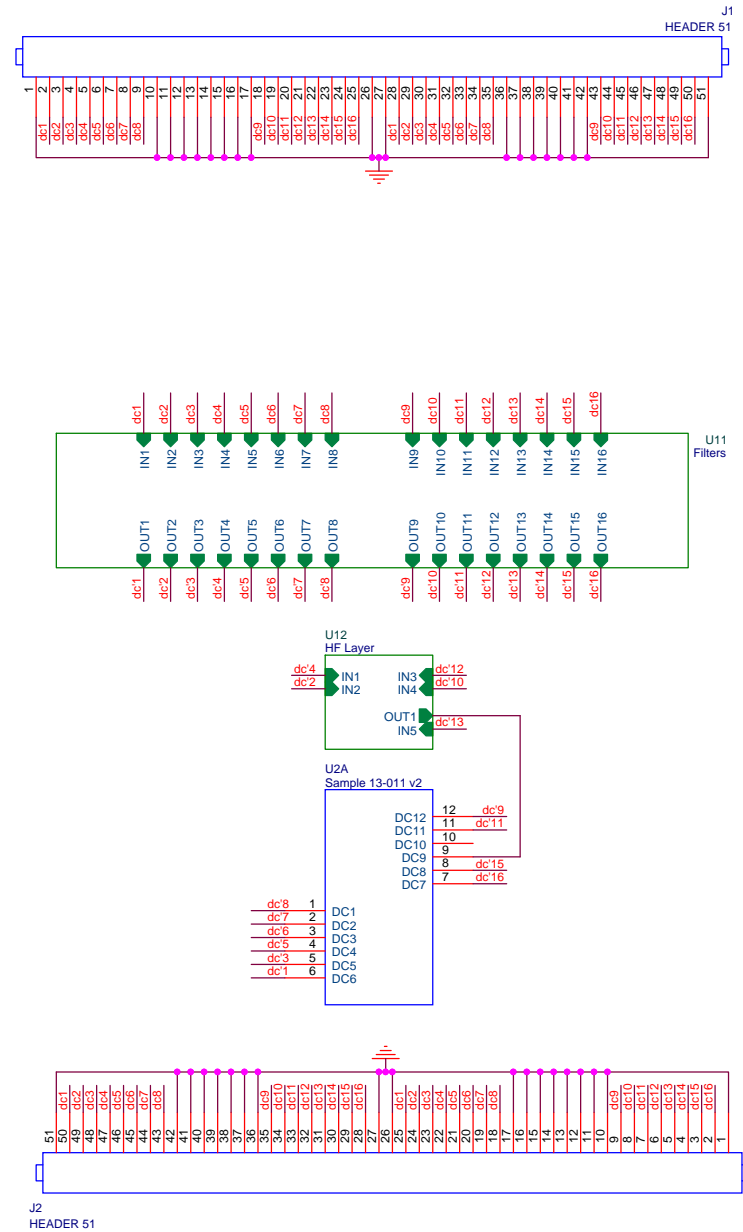 J1
HEADER 51
1 2 3 4 5 6 7 8 9 10 11 12 13 14 15 16 17 18 19 20 21 22 23 24 25 26 27 28 29 30 31 32 33 34 35 36 37 38 39 40 41 42 43 44 45 46 47 48 49 50 51
dc1 dc2 dc3 dc4 dc5 dc6 dc7 dc8 dc9 dc10 dc11 dc12 dc13 dc14 dc15 dc16 dc1 dc2 dc3 dc4 dc5 dc6 dc7 dc8 dc9 dc10 dc11 dc12 dc13 dc14 dc15 dc16
dc1 dc2 dc3 dc4 dc5 dc6 dc7 dc8 dc9 dc10 dc11 dc12 dc13 dc14 dc15 dc16
U11
Filters
IN1 IN2 IN3 IN4 IN5 IN6 IN7 IN8 IN9 IN10 IN11 IN12 IN13 IN14 IN15 IN16
OUT1 OUT2 OUT3 OUT4 OUT5 OUT6 OUT7 OUT8 OUT9 OUT10 OUT11 OUT12 OUT13 OUT14 OUT15 OUT16
dc'1 dc'2 dc'3 dc'4 dc'5 dc'6 dc'7 dc'8 dc'9 dc'10 dc'11 dc'12 dc'13 dc'14 dc'15 dc'16
U12
HF Layer
dc'4 IN1 IN3 dc'12
dc'2 IN2 IN4 dc'10
OUT1
IN5 dc'13
U2A
Sample 13-011 v2
DC12 12 dc'9
DC11 11 dc'11
DC10 10
DC9 9
DC8 8 dc'15
DC7 7 dc'16
dc'8 1 DC1
dc'7 2 DC2
dc'6 3 DC3
dc'5 4 DC4
dc'3 5 DC5
dc'1 6 DC6
dc1 dc2 dc3 dc4 dc5 dc6 dc7 dc8 dc9 dc10 dc11 dc12 dc13 dc14 dc15 dc16 dc1 dc2 dc3 dc4 dc5 dc6 dc7 dc8 dc9 dc10 dc11 dc12 dc13 dc14 dc15 dc16
51 50 49 48 47 46 45 44 43 42 41 40 39 38 37 36 35 34 33 32 31 30 29 28 27 26 25 24 23 22 21 20 19 18 17 16 15 14 13 12 11 10 9 8 7 6 5 4 3 2 1
J2
HEADER 51